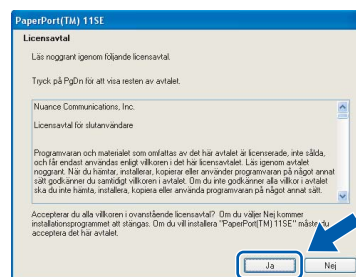 PaperPort(TM) 11SE
Licensavtal
Läs noggrant igenom följande licensavtal.
Tryck på PgDn för att visa resten av avtalet.
Nuance Communications, Inc.
Licensavtal för slutanvändare
Programvaran och materialet som omfattas av det här avtalet är licenserade, inte sålda,
och får endast användas enligt villkoren i det här licensavtalet. Läs igenom avtalet
noggrant. När du hämtar, installerar, kopierar eller använder programvaran på något annat
sätt godkänner du samtidigt villkoren i avtalet. Om du inte godkänner alla villkor i avtalet
ska du inte hämta, installera, kopiera eller använda programvaran på något annat sätt.
Accepterar du alla villkoren i ovanstående licensavtal? Om du väljer Nej kommer
installationsprogrammet att stängas. Om du vill installera "PaperPort(TM) 11SE" måste du
acceptera det här avtalet.
Ja
Nej